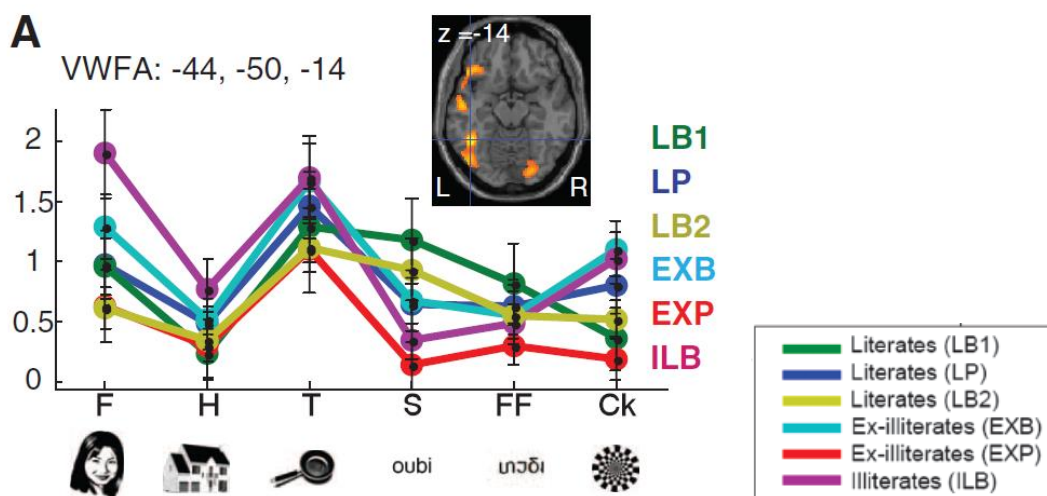 A
VWFA: -44, -50, -14
z =-14
L
R
LB1
LP
LB2
EXB
EXP
ILB
2
1.5
1
0.5
0
F H T S FF Ck
oubi
Literates (LB1)
Literates (LP)
Literates (LB2)
Ex-illiterates (EXB)
Ex-illiterates (EXP)
Illiterates (ILB)